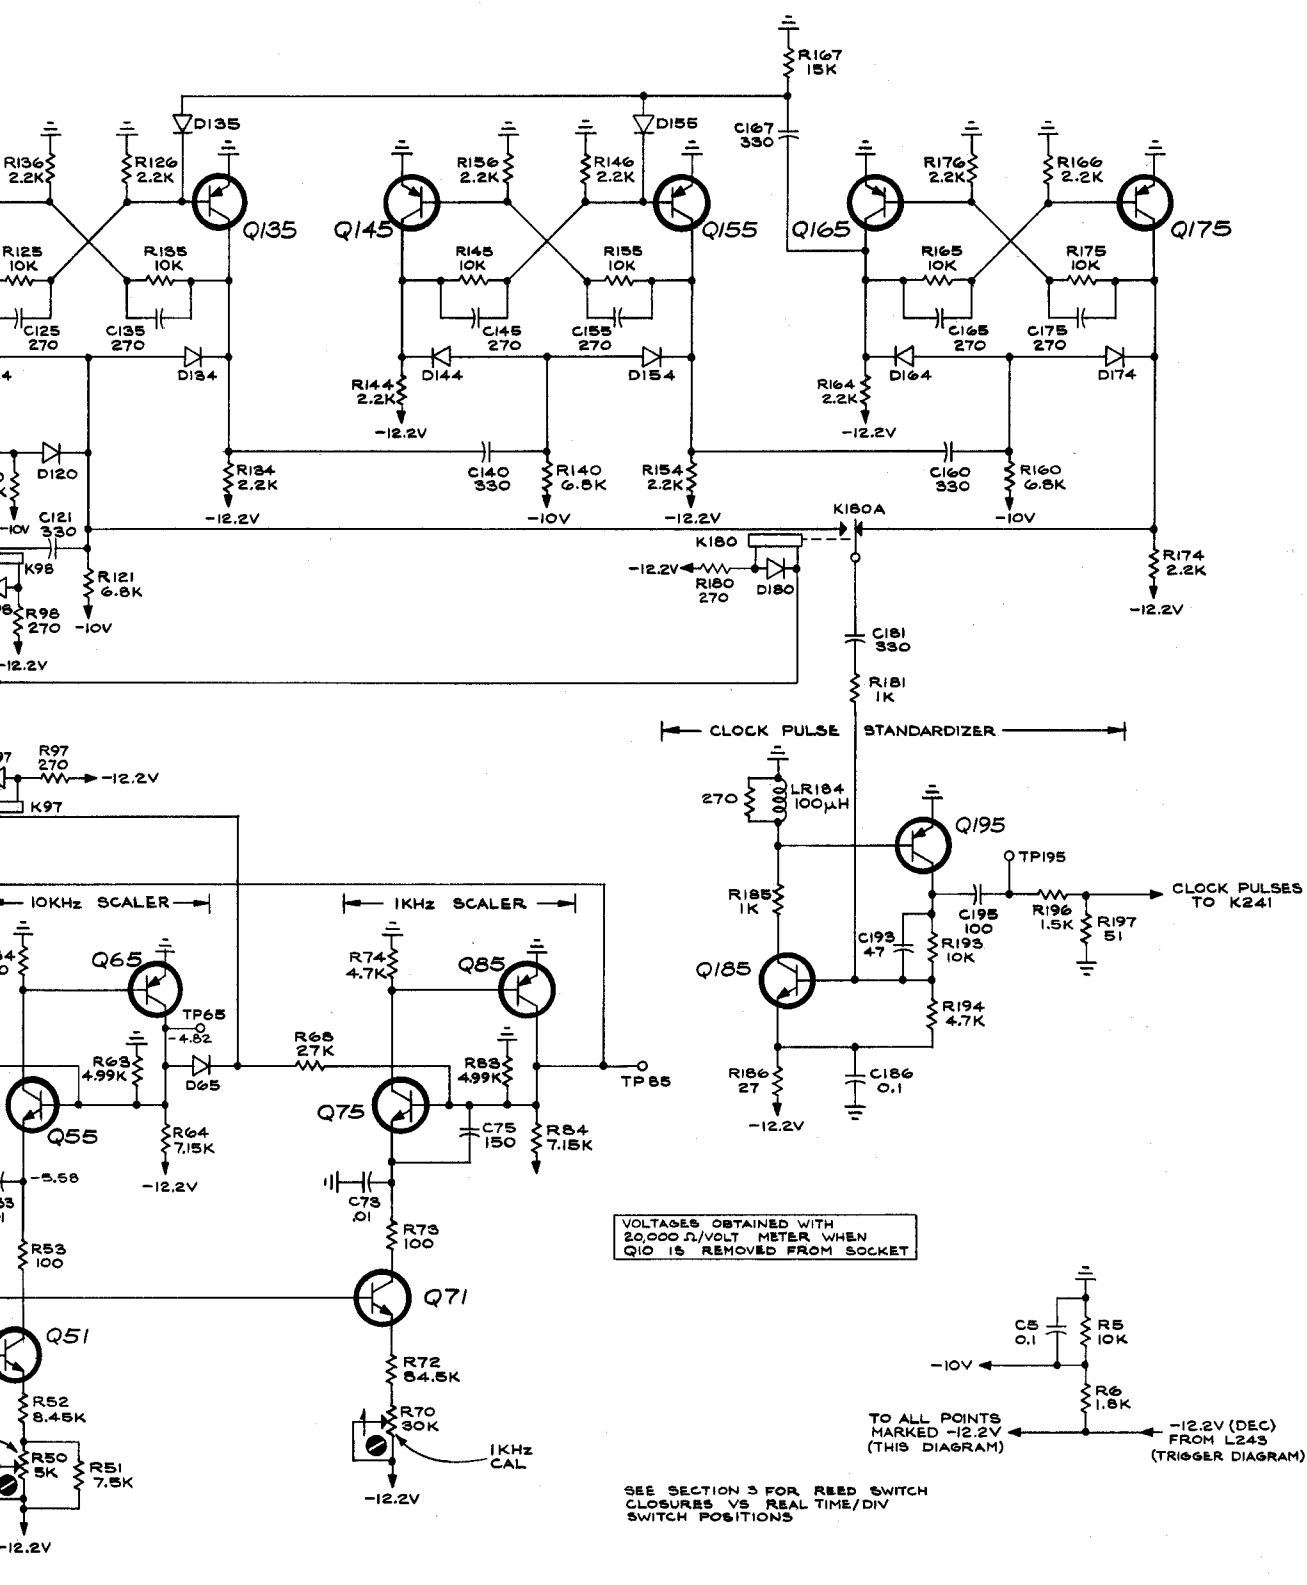 R167
15K
D135
D155
C167
330
R136
2.2K
R126
2.2K
R156
2.2K
R146
2.2K
R176
2.2K
R166
2.2K
Q135
Q145
Q155
Q165
Q175
R125
10K
R135
10K
R145
10K
R155
10K
R165
10K
R175
10K
C125
270
C135
270
C145
270
C155
270
C165
270
C175
270
D134
D144
D154
D164
D174
4
R144
2.2K
-12.2V
R164
2.2K
-12.2V
D120
R134
2.2K
-12.2V
C140
330
R140
6.8K
-10V
R154
2.2K
-12.2V
C160
330
R160
6.8K
-10V
K
-10V
C121
330
K180A
K180
K98
R121
6.8K
-10V
-12.2V
R180
270
D180
R174
2.2K
-12.2V
98
R98
270
-12.2V
C181
330
R181
1K
CLOCK PULSE STANDARDIZER
97
R97
270
-12.2V
K97
270
LR184
100µH
Q195
TP195
CLOCK PULSES
TO K241
R185
1K
C195
100
R196
1.5K
R197
51
10KHz SCALER
1KHz SCALER
C193
47
R193
10K
64
0
Q65
R74
4.7K
Q85
Q185
R194
4.7K
TP65
-4.82
R63
4.99K
D65
R68
27K
R83
4.99K
TP85
R186
27
-12.2V
C186
0.1
Q55
R64
7.15K
-12.2V
Q75
C75
150
R84
7.15K
-5.58
53
1
C73
.01
R53
100
R73
100
VOLTAGES OBTAINED WITH
20,000 Ω/VOLT METER WHEN
Q10 IS REMOVED FROM SOCKET
Q71
Q51
C5
0.1
R5
10K
-10V
R72
84.5K
R6
1.8K
R52
8.45K
R70
30K
1KHz
CAL
-12.2V
TO ALL POINTS
MARKED -12.2V
(THIS DIAGRAM)
-12.2V (DEC)
FROM L243
(TRIGGER DIAGRAM)
R50
5K
R51
7.5K
-12.2V
SEE SECTION 3 FOR REED SWITCH
CLOSURES VS REAL TIME/DIV
SWITCH POSITIONS